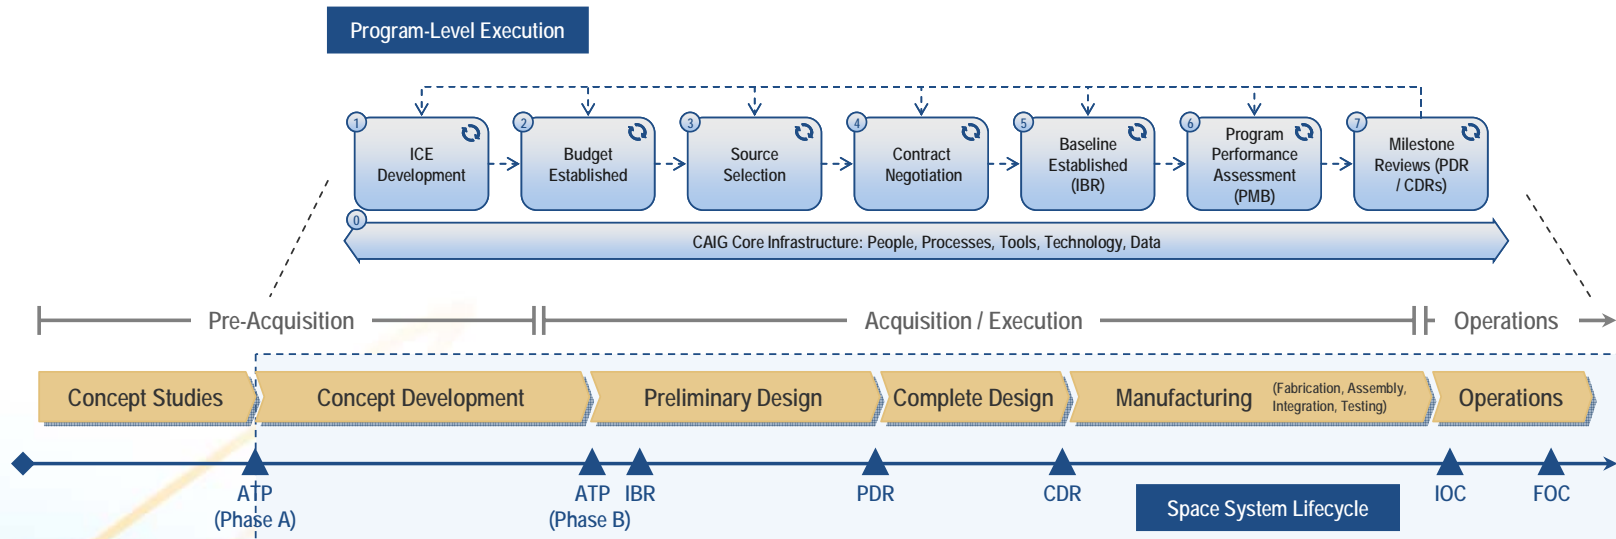 Program-Level Execution
1
ICE
Development
2
Budget
Established
3
Source
Selection
4
Contract
Negotiation
5
Baseline
Established
(IBR)
6
Program
Performance
Assessment
(PMB)
7
Milestone
Reviews (PDR
/ CDRs)
0
CAIG Core Infrastructure: People, Processes, Tools, Technology, Data
Pre-Acquisition
Acquisition / Execution
Operations
Concept Studies
Concept Development
Preliminary Design
Complete Design
Manufacturing
(Fabrication, Assembly,
Integration, Testing)
Operations
ATP
(Phase A)
ATP
(Phase B)
IBR
PDR
CDR
IOC
FOC
Space System Lifecycle